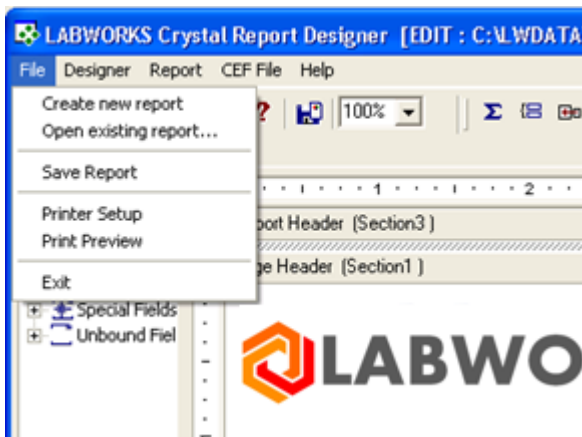 LABWORKS Crystal Report Designer [EDIT : C:\LWDATA
File Designer Report CEF File Help
Create new report
Open existing report...
Save Report
Printer Setup
Print Preview
Exit
? 100% Σ
1 2
port Header (Section3 )
ge Header (Section1 )
Special Fields
Unbound Fiel
LABWO